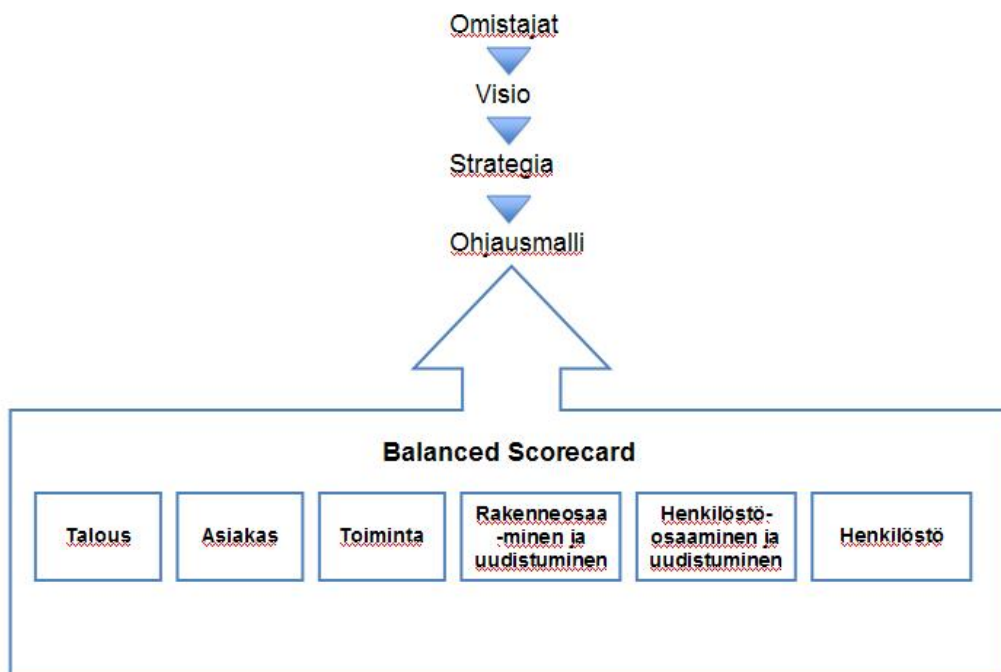 Omistajat
Visio
Strategia
Ohjausmalli
Balanced Scorecard
Talous
Asiakas
Toiminta
Rakenneosaa
-minen ja
uudistuminen
Henkilöstö-
osaaminen ja
uudistuminen
Henkilöstö